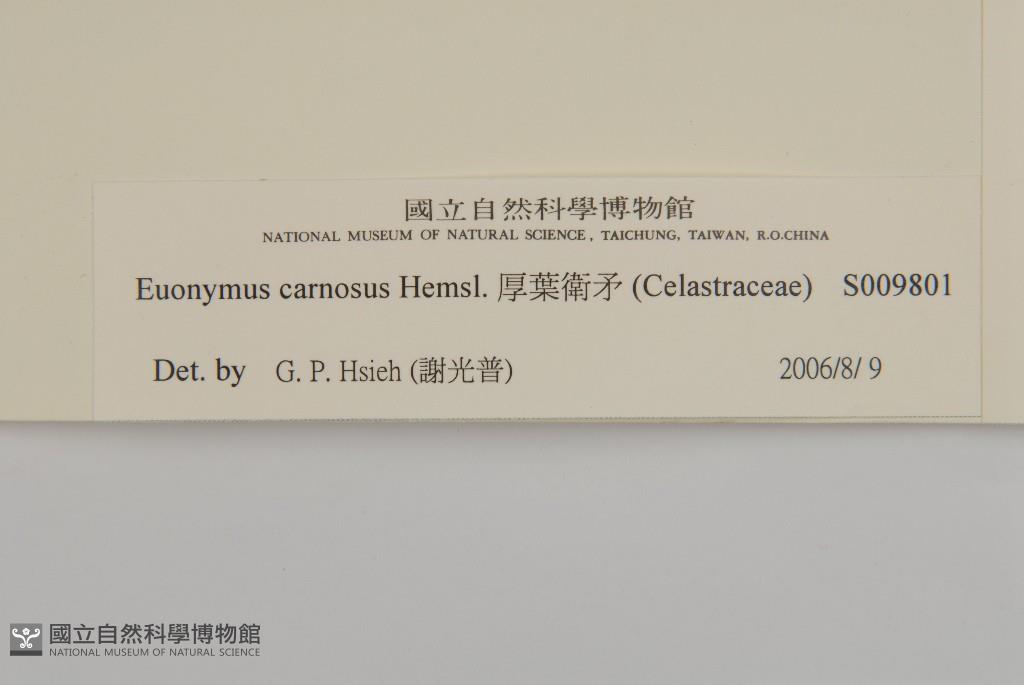 國立自然科學博物館
NATIONAL MUSEUM OF NATURAL SCIENCE, TAICHUNG, TAIWAN, R.O.CHINA
Euonymus carnosus Hemsl. 厚葉衛矛 (Celastraceae) S009801
Det. by G. P. Hsieh (謝光普) 2006/8/ 9
國立自然科學博物館
NATIONAL MUSEUM OF NATURAL SCIENCE